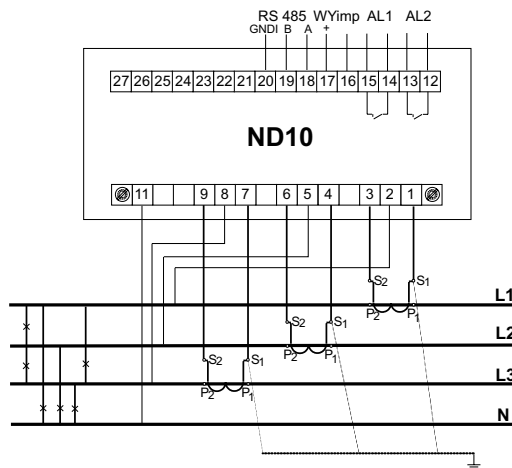 RS 485 WYimp AL1 AL2
GNDI B A +
27 26 25 24 23 22 21 20 19 18 17 16 15 14 13 12
ND10
11 9 8 7 6 5 4 3 2 1
S2 S1
L1
P2 P1
S2 S1
L2
P2 P1
S2 S1
L3
P2 P1
N